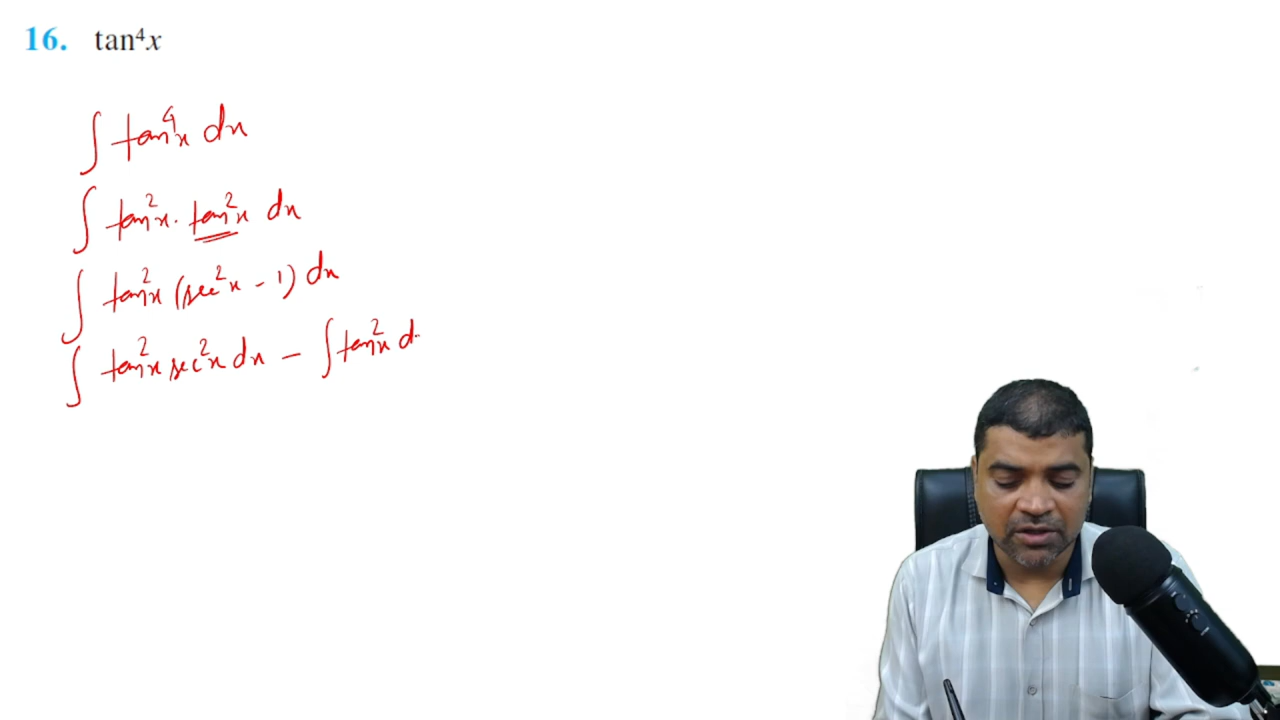 16. tan⁴x
∫ tan⁴x dx
∫ tan²x · tan²x dx
∫ tan²x (sec²x - 1) dx
∫ tan²x sec²x dx - ∫ tan²x d